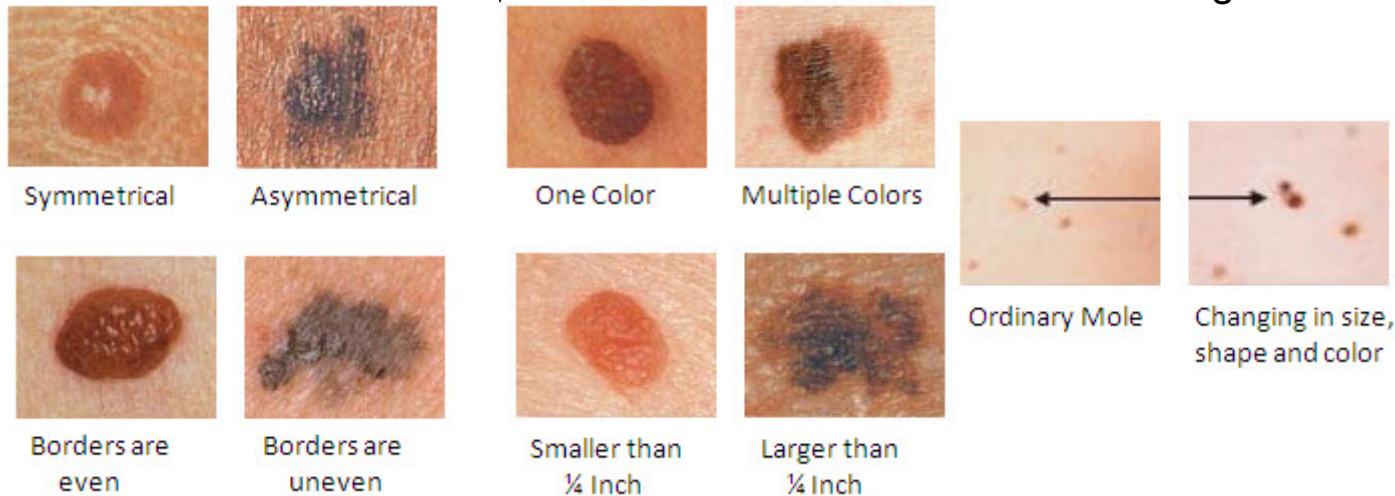 Symmetrical
Asymmetrical
One Color
Multiple Colors
Ordinary Mole
Changing in size,
shape and color
Borders are
even
Borders are
uneven
Smaller than
¼ Inch
Larger than
¼ Inch